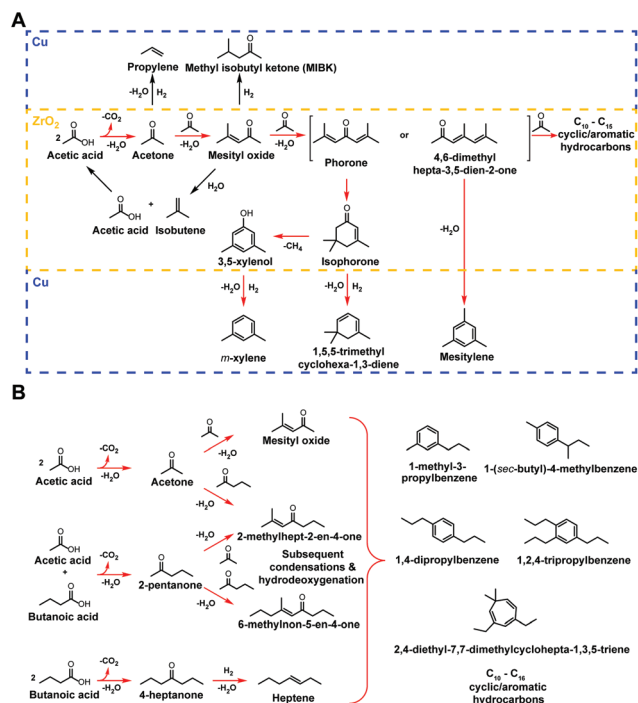 A
Cu
Propylene
Methyl isobutyl ketone (MIBK)
-H2O
H2
H2
ZrO2
2
OH
-CO2
-H2O
-H2O
-H2O
or
C10 - C15
cyclic/aromatic
hydrocarbons
Acetic acid
Acetone
Mesityl oxide
Phorone
4,6-dimethyl
hepta-3,5-dien-2-one
H2O
OH
+
Acetic acid
Isobutene
OH
-CH4
-H2O
3,5-xylenol
Isophorone
Cu
-H2O
H2
-H2O
H2
m-xylene
1,5,5-trimethyl
cyclohexa-1,3-diene
Mesitylene
B
Mesityl oxide
2
OH
-CO2
-H2O
-H2O
Acetic acid
Acetone
-H2O
1-methyl-3-
propylbenzene
1-(sec-butyl)-4-methylbenzene
OH
-H2O
2-methylhept-2-en-4-one
Acetic acid
+
-CO2
-H2O
Subsequent
condensations &
hydrodeoxygenation
1,4-dipropylbenzene
1,2,4-tripropylbenzene
OH
2-pentanone
-H2O
Butanoic acid
6-methylnon-5-en-4-one
2,4-diethyl-7,7-dimethylcyclohepta-1,3,5-triene
2
OH
-CO2
-H2O
H2
-H2O
Butanoic acid
4-heptanone
Heptene
C10 - C16
cyclic/aromatic
hydrocarbons